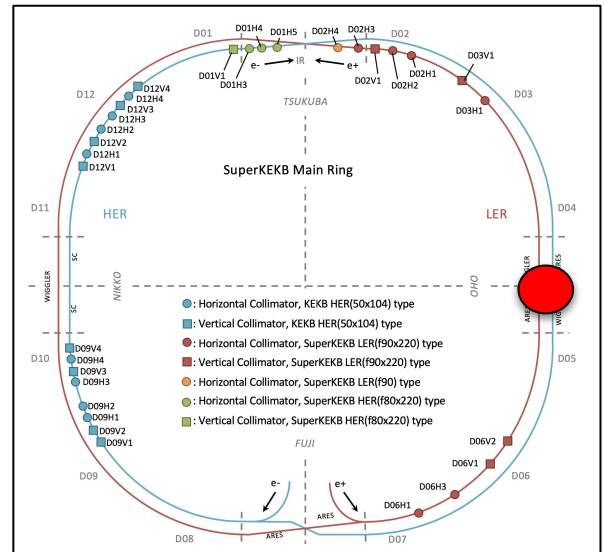 D01
D01H4
D01H5
D02H4
D02H3
D02
D01V1
D01H3
e-
IR
e+
D02V1
D02H2
D02H1
TSUKUBA
D03V1
D03H1
D03
D12
D12V4
D12H4
D12V3
D12H3
D12H2
D12V2
D12H1
D12V1
SuperKEKB Main Ring
D11
HER
LER
D04
SC
WIGGLER
NIKKO
SC
OHO
: Horizontal Collimator, KEKB HER(50x104) type
: Vertical Collimator, KEKB HER(50x104) type
: Horizontal Collimator, SuperKEKB LER(f90x220) type
: Vertical Collimator, SuperKEKB LER(f90x220) type
: Horizontal Collimator, SuperKEKB LER(f90) type
: Horizontal Collimator, SuperKEKB HER(f80x220) type
: Vertical Collimator, SuperKEKB HER(f80x220) type
D10
D09V4
D09H4
D09V3
D09H3
D09H2
D09H1
D09V2
D09V1
D05
FUJI
D06V2
D06V1
D06H3
D06H1
D06
D09
e-
e+
ARES
ARES
D08
D07